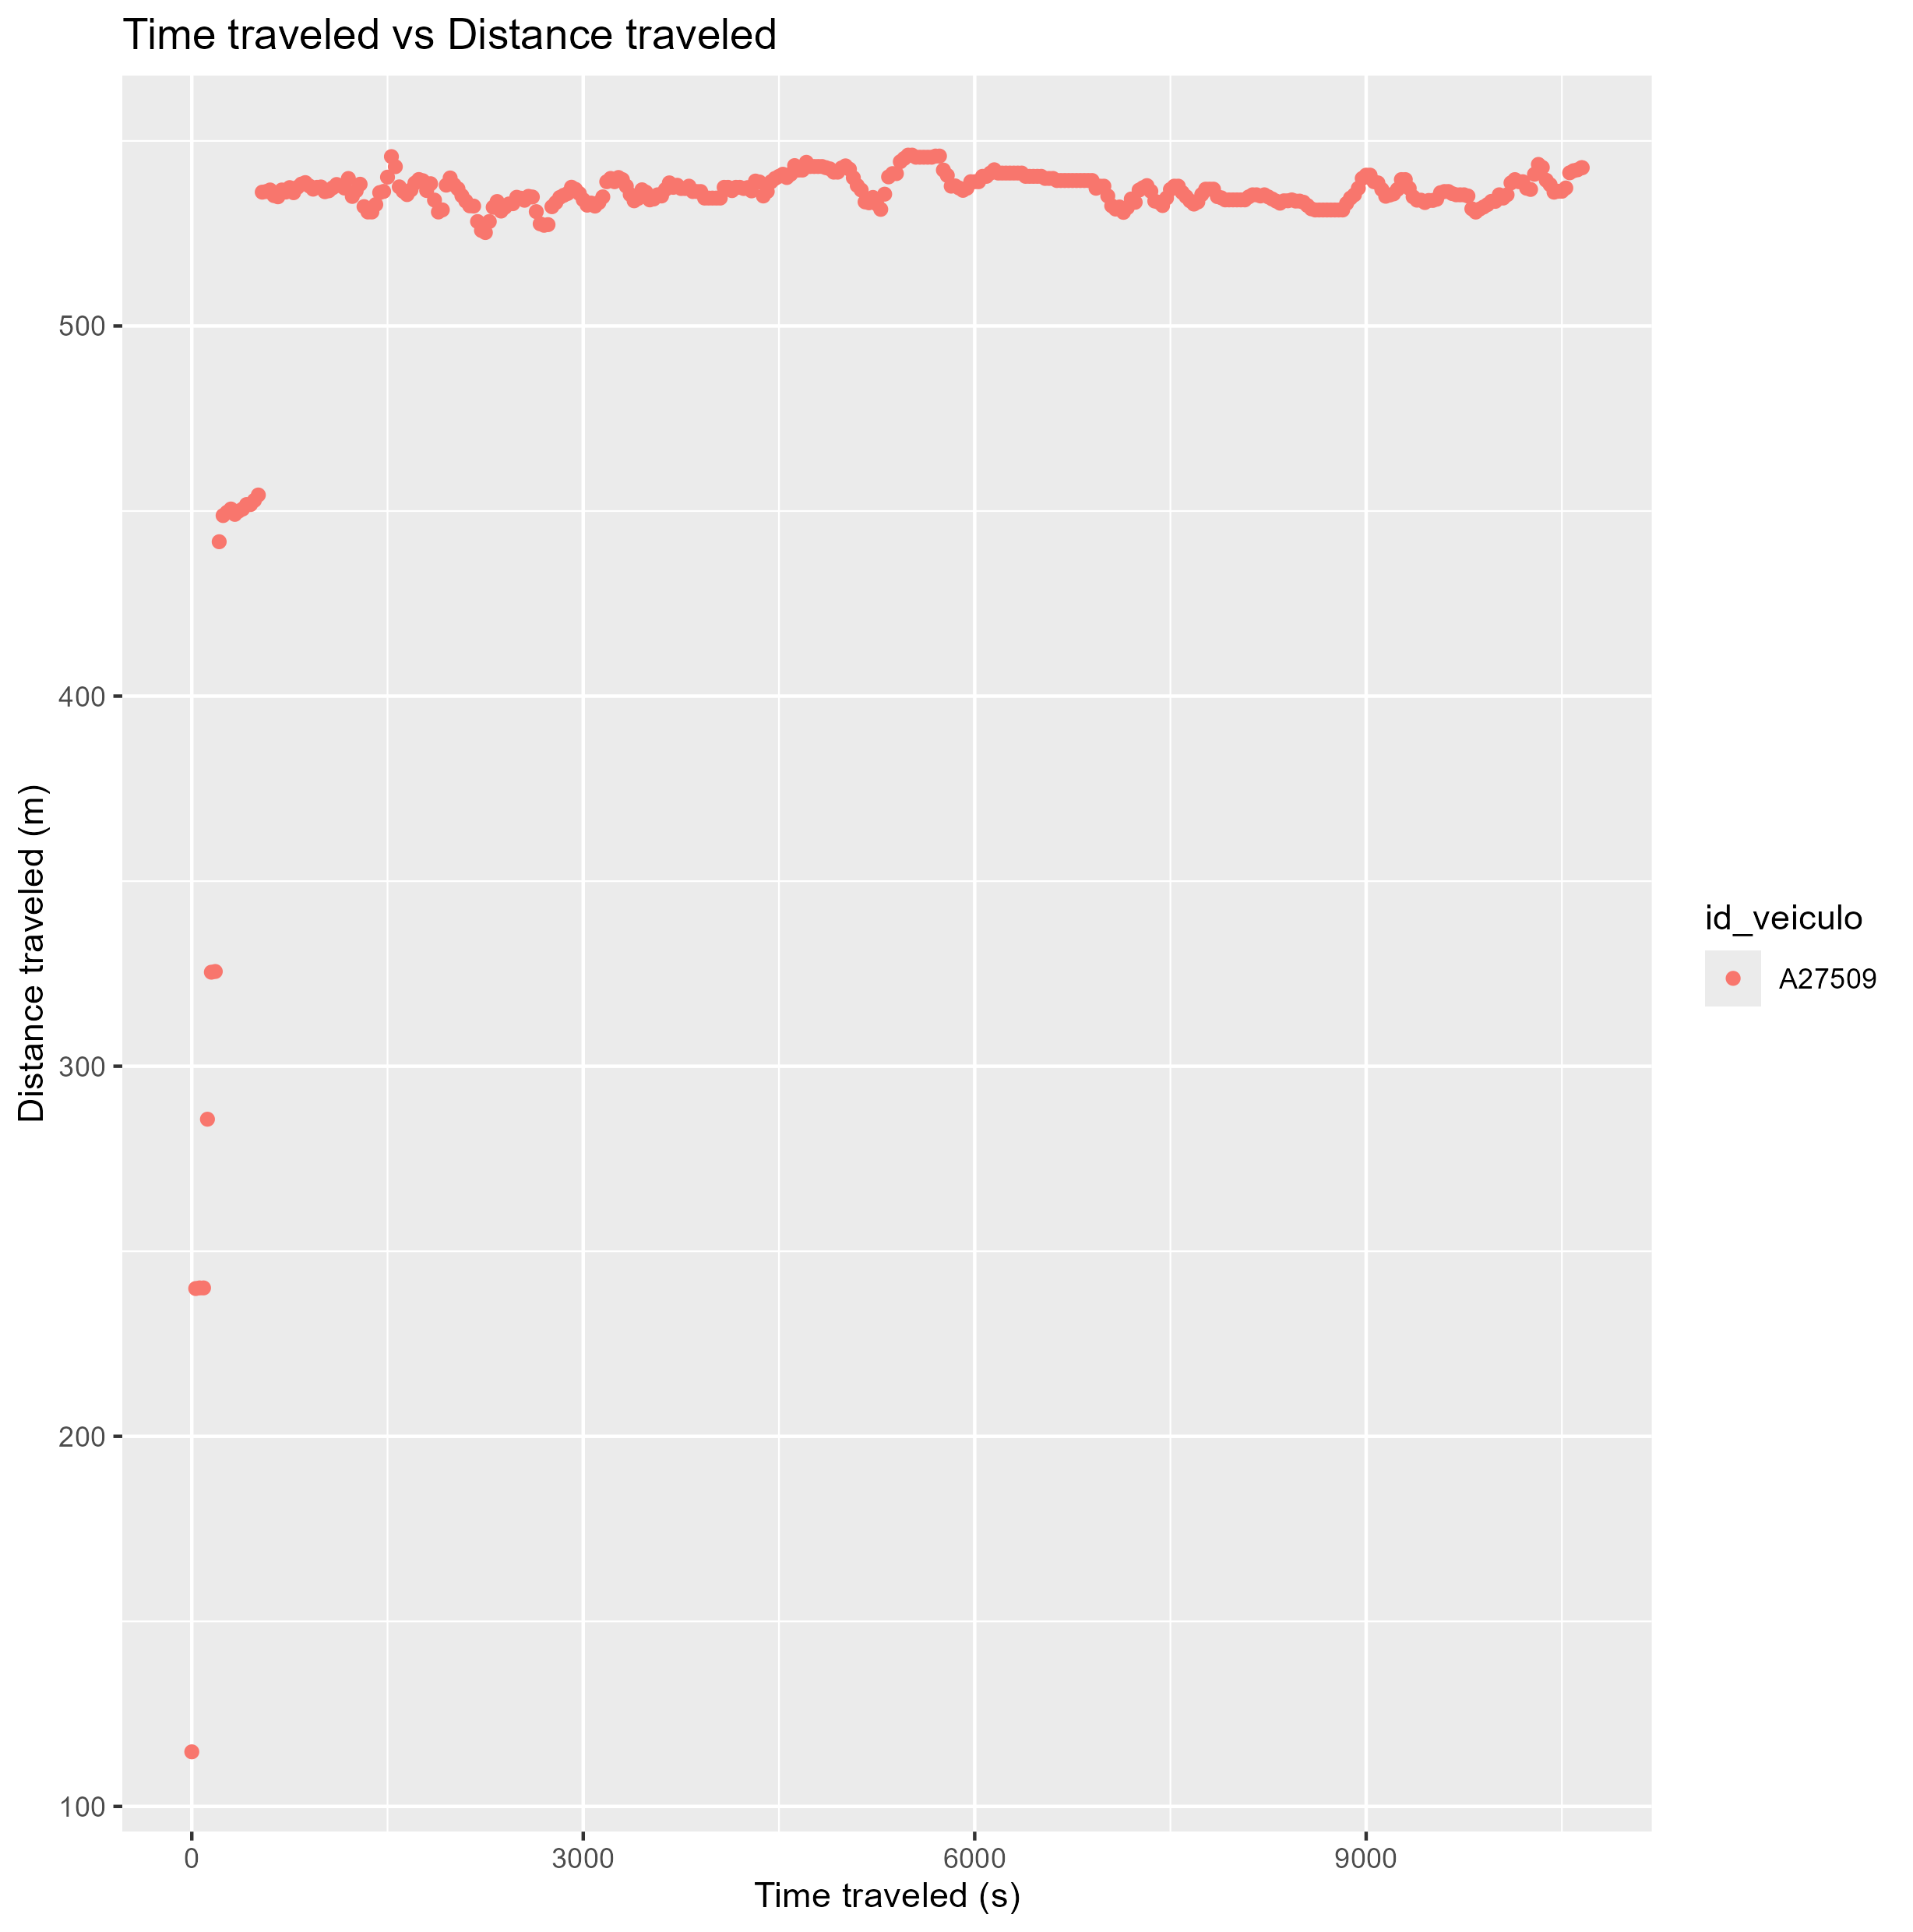 Time traveled vs Distance traveled
Distance traveled (m)
500
400
300
200
100
0
3000
6000
9000
Time traveled (s)
id_veiculo
A27509